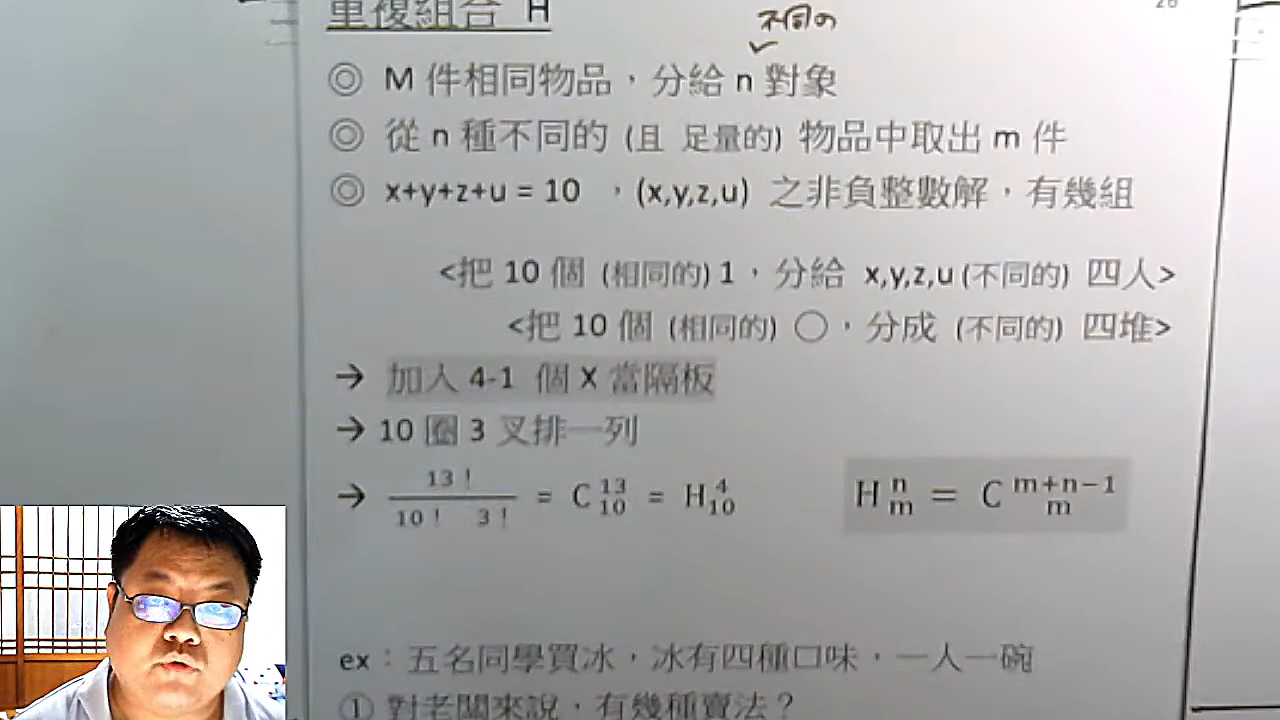 重複組合 H
26
不同の
◎ M 件相同物品，分給 n 對象
◎ 從 n 種不同的 (且 足量的) 物品中取出 m 件
◎ x+y+z+u = 10 ，(x,y,z,u) 之非負整數解，有幾組
<把 10 個 (相同的) 1，分給 x,y,z,u (不同的) 四人>
<把 10 個 (相同的) ○，分成 (不同的) 四堆>
→ 加入 4-1 個 X 當隔板
→ 10 圈 3 叉排一列
→ 13！/ 10！ 3！ = C 13 10 = H 4 10
H n m = C m+n−1 m
ex：五名同學買冰，冰有四種口味，一人一碗
① 對老闆來說，有幾種賣法？